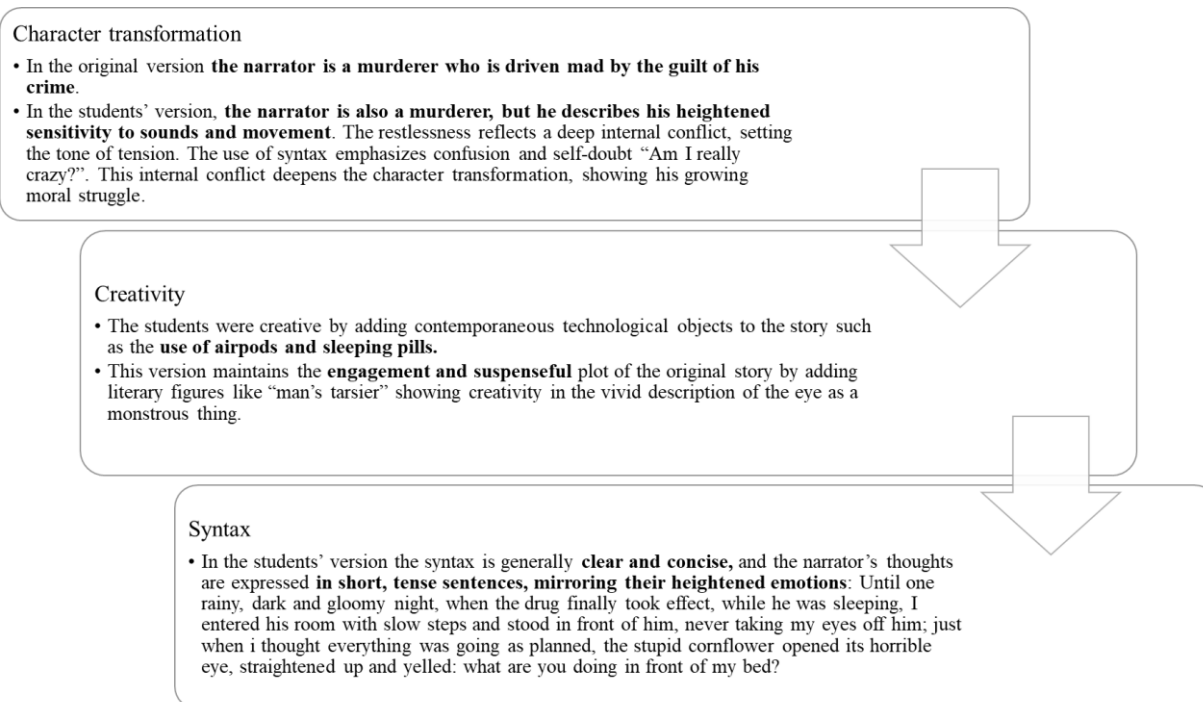 Character transformation
• In the original version the narrator is a murderer who is driven mad by the guilt of his
crime.
• In the students’ version, the narrator is also a murderer, but he describes his heightened
sensitivity to sounds and movement. The restlessness reflects a deep internal conflict, setting
the tone of tension. The use of syntax emphasizes confusion and self-doubt “Am I really
crazy?”. This internal conflict deepens the character transformation, showing his growing
moral struggle.
Creativity
• The students were creative by adding contemporaneous technological objects to the story such
as the use of airpods and sleeping pills.
• This version maintains the engagement and suspenseful plot of the original story by adding
literary figures like “man’s tarsier” showing creativity in the vivid description of the eye as a
monstrous thing.
Syntax
• In the students’ version the syntax is generally clear and concise, and the narrator’s thoughts
are expressed in short, tense sentences, mirroring their heightened emotions: Until one
rainy, dark and gloomy night, when the drug finally took effect, while he was sleeping, I
entered his room with slow steps and stood in front of him, never taking my eyes off him; just
when i thought everything was going as planned, the stupid cornflower opened its horrible
eye, straightened up and yelled: what are you doing in front of my bed?